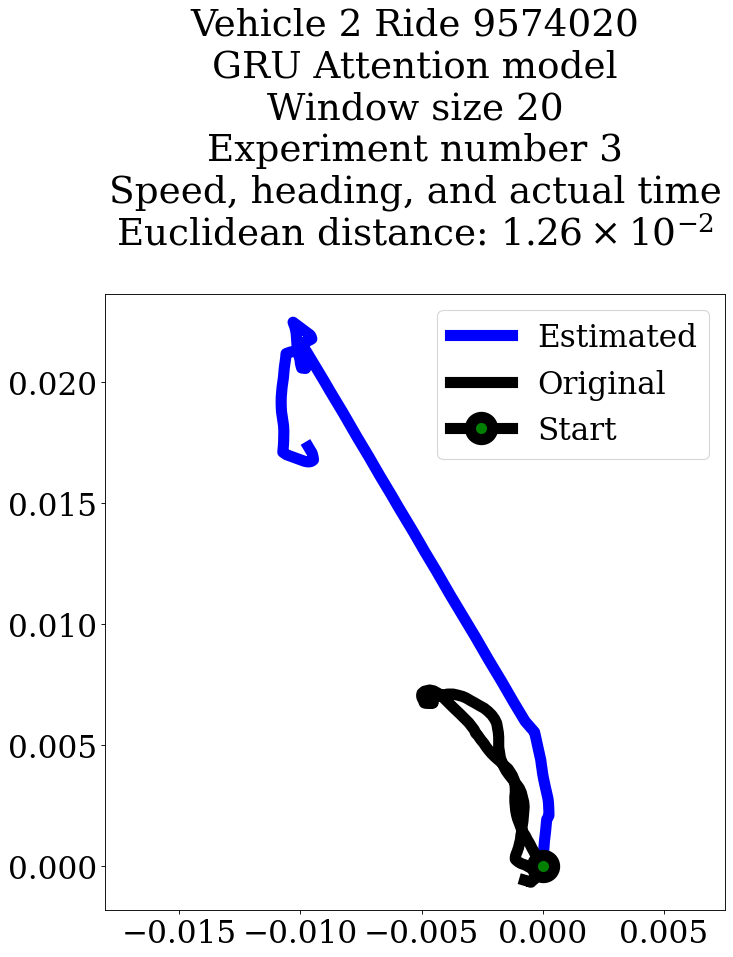 Vehicle 2 Ride 9574020
GRU Attention model
Window size 20
Experiment number 3
Speed, heading, and actual time
Euclidean distance: 1.26 × 10⁻²
Estimated
Original
Start
0.020
0.015
0.010
0.005
0.000
−0.015 −0.010 −0.005 0.000 0.005